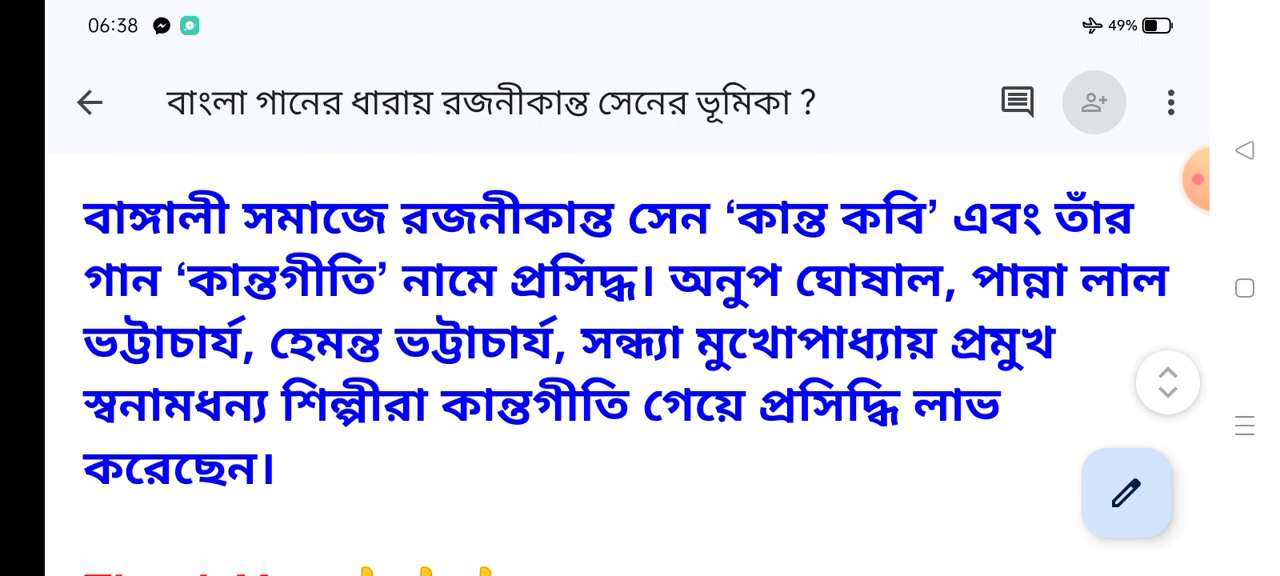 06:38
49%
বাংলা গানের ধারায় রজনীকান্ত সেনের ভূমিকা ?
বাঙ্গালী সমাজে রজনীকান্ত সেন ‘কান্ত কবি’ এবং তাঁর
গান ‘কান্তগীতি’ নামে প্রসিদ্ধ। অনুপ ঘোষাল, পান্না লাল
ভট্টাচার্য, হেমন্ত ভট্টাচার্য, সন্ধ্যা মুখোপাধ্যায় প্রমুখ
স্বনামধন্য শিল্পীরা কান্তগীতি গেয়ে প্রসিদ্ধি লাভ
করেছেন।